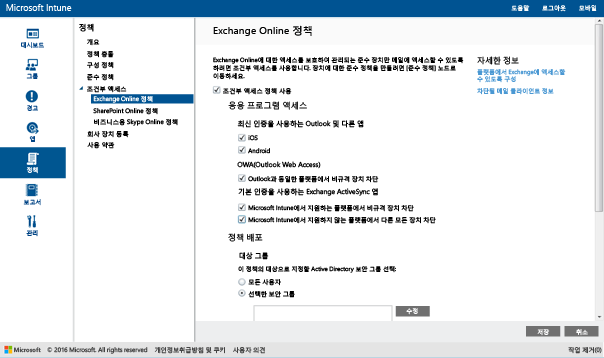 Microsoft Intune
도움말 로그아웃 모바일
대시보드
그룹
경고
앱
정책
보고서
관리
정책
개요
정책 충돌
구성 정책
준수 정책
조건부 액세스
Exchange Online 정책
SharePoint Online 정책
비즈니스용 Skype Online 정책
회사 장치 등록
사용 약관
Exchange Online 정책
Exchange Online에 대한 액세스를 보호하여 관리되는 준수 장치만 메일에 액세스할 수 있도록
하려면 조건부 액세스를 사용합니다. 장치에 대한 준수 정책을 만들려면 [준수 정책] 노드로
이동하세요.
조건부 액세스 정책 사용
응용 프로그램 액세스
최신 인증을 사용하는 Outlook 및 다른 앱
iOS
Android
OWA(Outlook Web Access)
Outlook과 동일한 플랫폼에서 비규격 장치 차단
기본 인증을 사용하는 Exchange ActiveSync 앱
Microsoft Intune에서 지원하는 플랫폼에서 비규격 장치 차단
Microsoft Intune에서 지원하지 않는 플랫폼에서 다른 모든 장치 차단
정책 배포
대상 그룹
이 정책의 대상으로 지정할 Active Directory 보안 그룹 선택:
모든 사용자
선택한 보안 그룹
수정
자세한 정보
플랫폼에서 Exchange에 액세스할
수 있도록 구성
차단될 메일 클라이언트 정보
저장 취소
Microsoft © 2016 Microsoft. All rights reserved 개인정보취급방침 및 쿠키 사용자 의견
작업 제거(0)